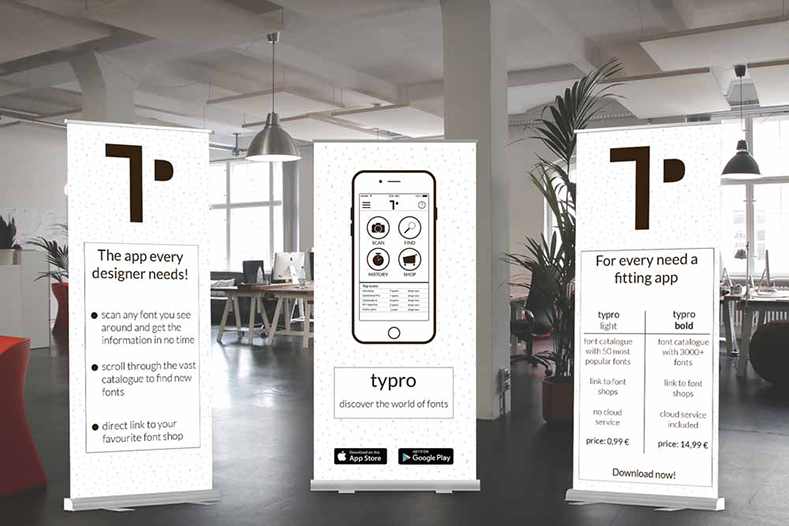 TP
The app every
designer needs!
scan any font you see
around and get the
information in no time
scroll through the vast
catalogue to find new
fonts
direct link to your
favourite font shop
TP
SCAN
FIND
HISTORY
SHOP
typro
discover the world of fonts
Download on the
App Store
GET IT ON
Google Play
TP
For every need a
fitting app
typro
light
font catalogue
with 50 most
popular fonts
link to font
shops
no cloud
service
price: 0,99 €
typro
bold
font catalogue
with 3000+
fonts
link to font
shops
cloud service
included
price: 14,99 €
Download now!